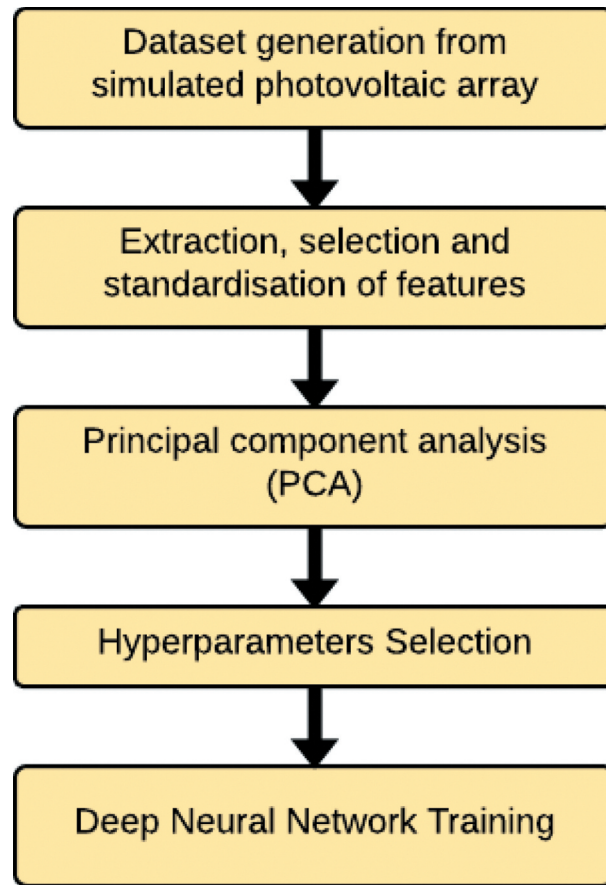 Dataset generation from
simulated photovoltaic array
Extraction, selection and
standardisation of features
Principal component analysis
(PCA)
Hyperparameters Selection
Deep Neural Network Training